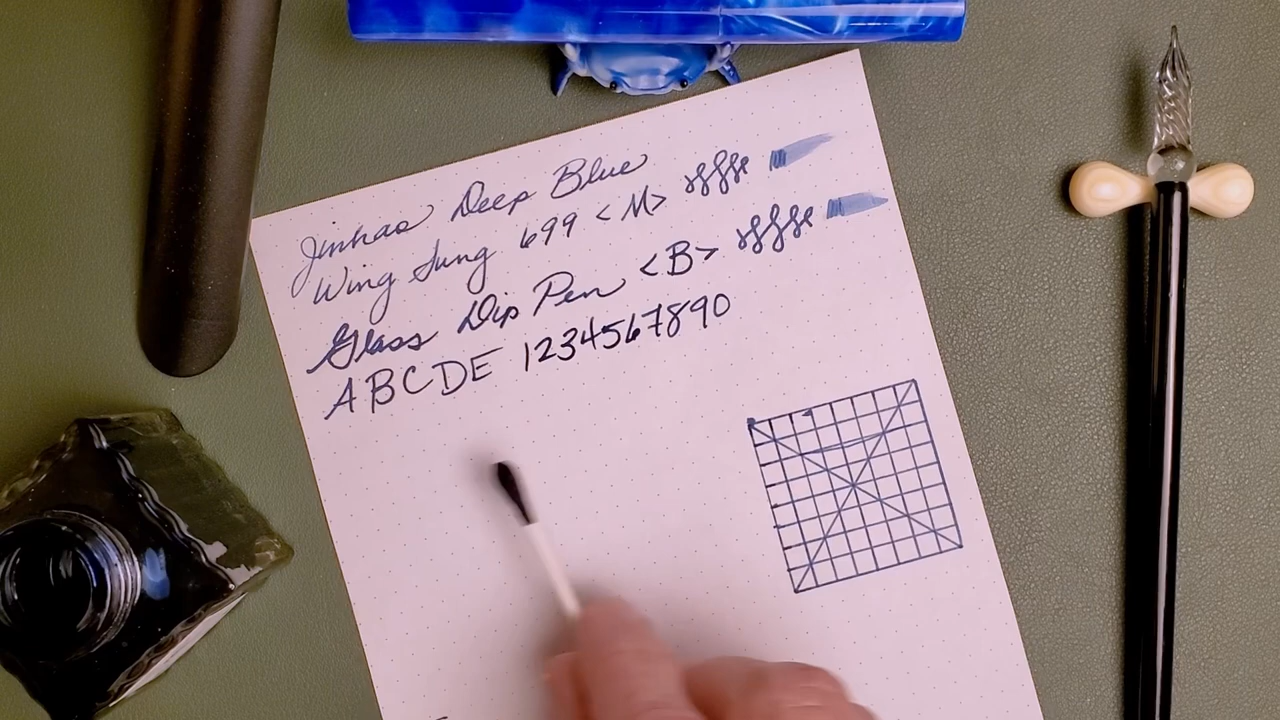 Jinhao Deep Blue
Wing Sung 699 <M>
Glass Dip Pen <B>
ABCDE 1234567890